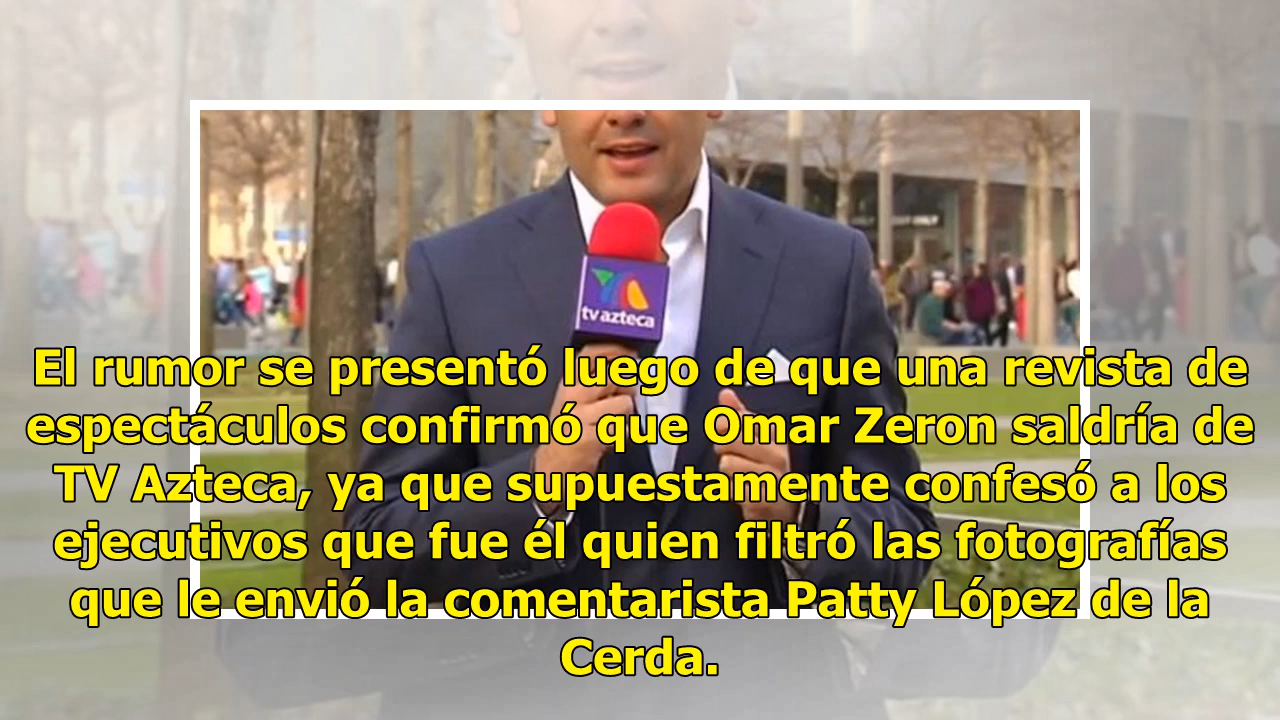 tv azteca
El rumor se presentó luego de que una revista de
espectáculos confirmó que Omar Zeron saldría de
TV Azteca, ya que supuestamente confesó a los
ejecutivos que fue él quien filtró las fotografías
que le envió la comentarista Patty López de la
Cerda.